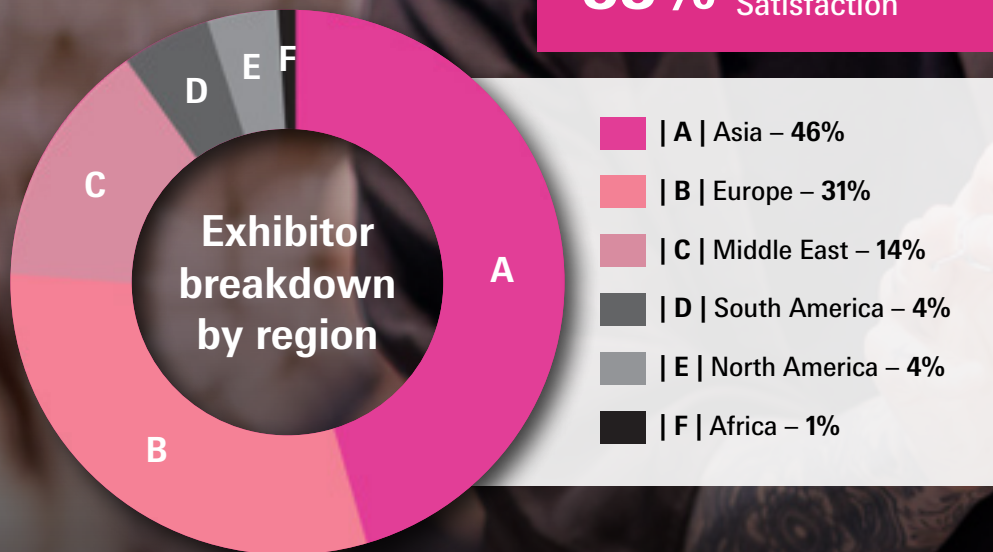 Satisfaction
F
E
D
C
Exhibitor
breakdown
by region
A
B
| A | Asia – 46%
| B | Europe – 31%
| C | Middle East – 14%
| D | South America – 4%
| E | North America – 4%
| F | Africa – 1%